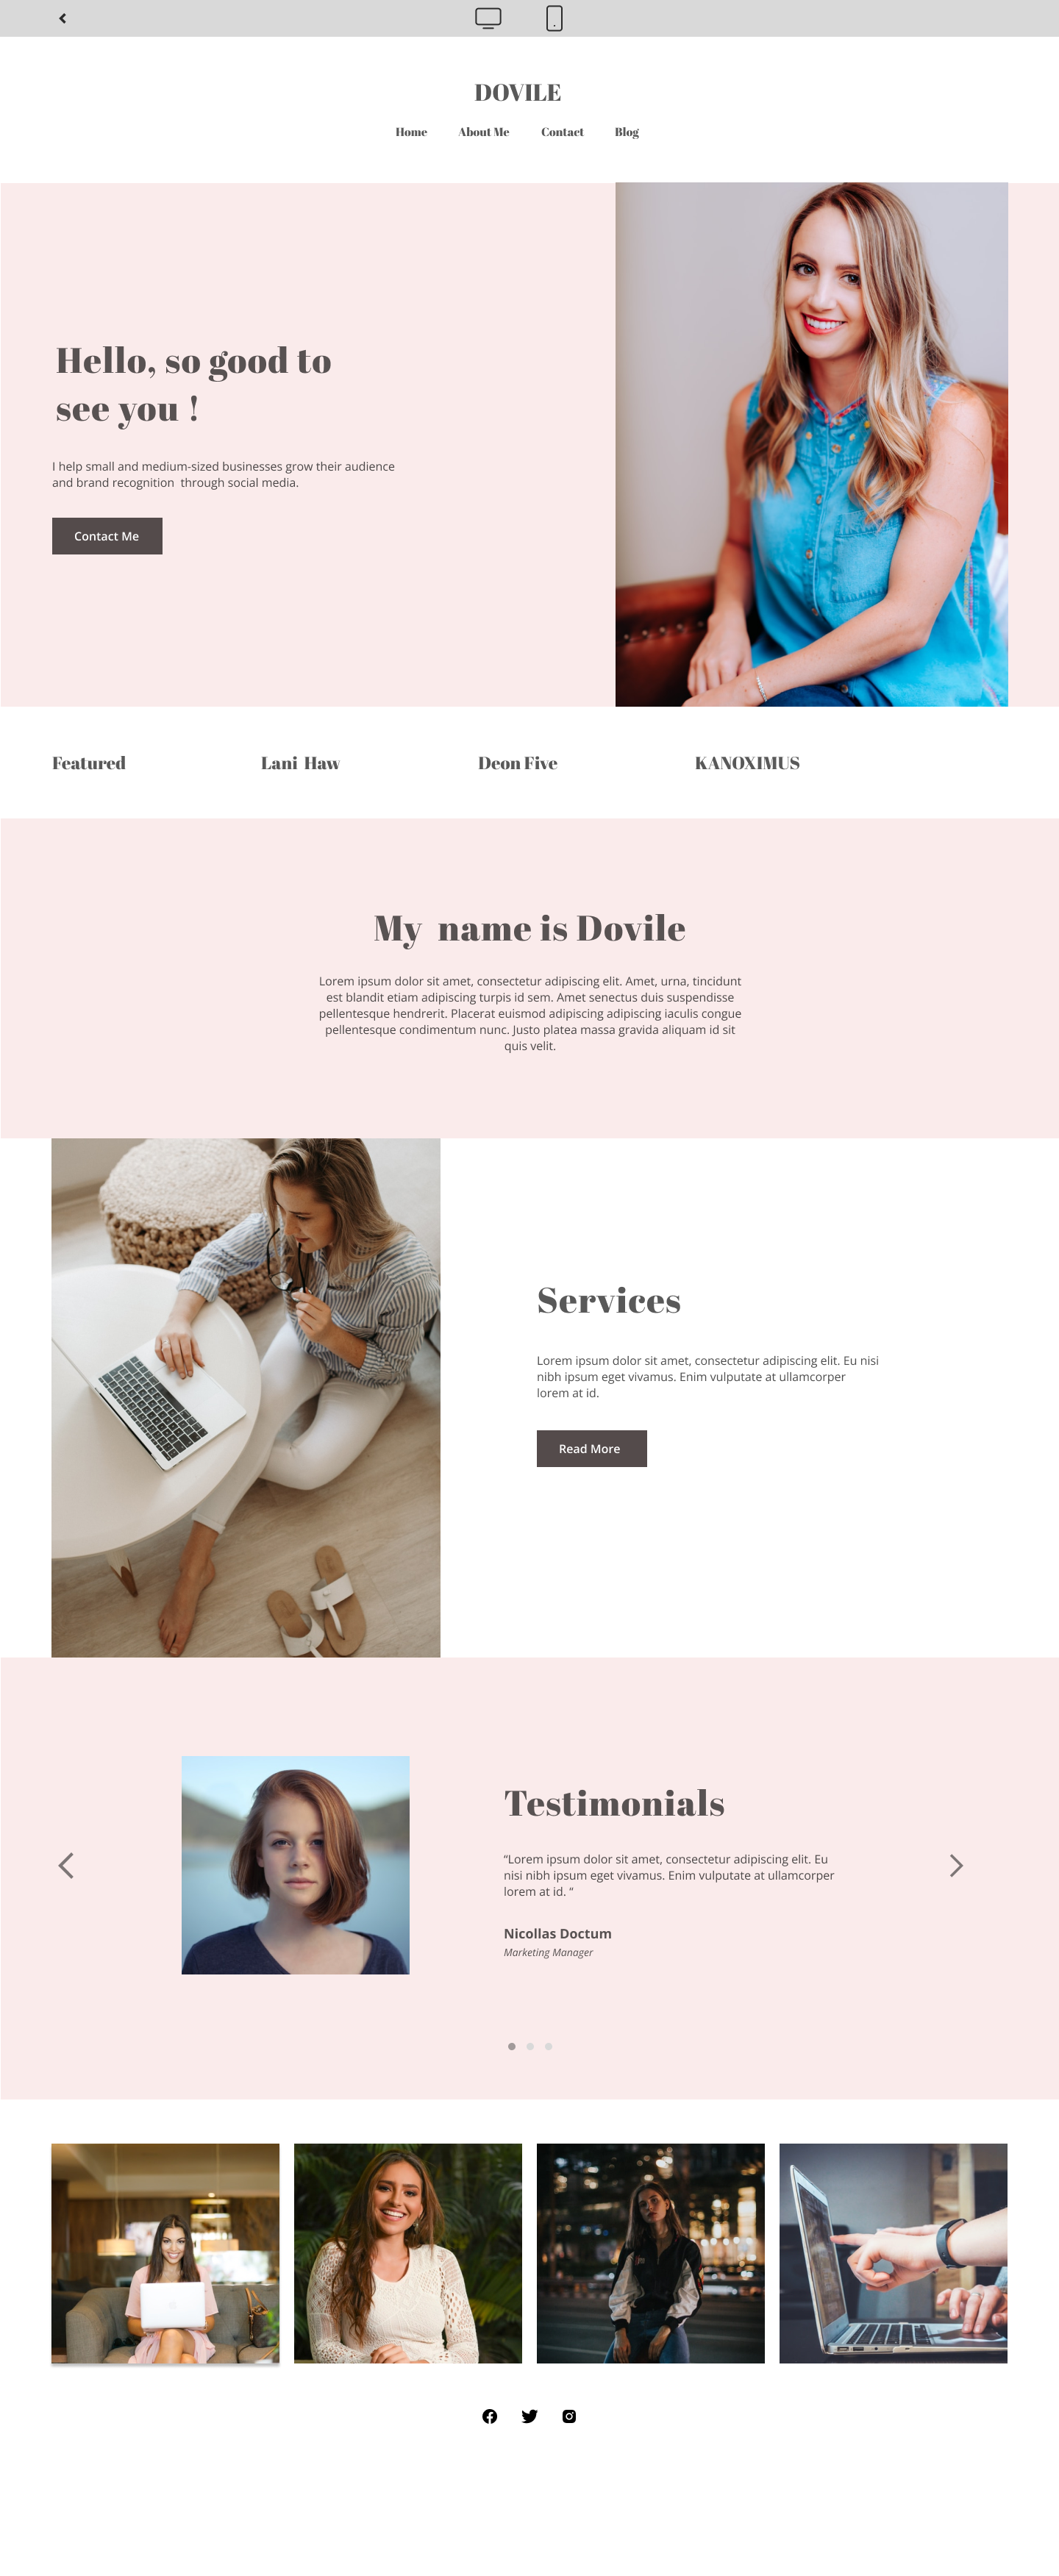 DOVILE
Home About Me Contact Blog
Hello, so good to
see you !
I help small and medium-sized businesses grow their audience
and brand recognition through social media.
Contact Me
Featured Lani Haw Deon Five KANOXIMUS
My name is Dovile
Lorem ipsum dolor sit amet, consectetur adipiscing elit. Amet, urna, tincidunt
est blandit etiam adipiscing turpis id sem. Amet senectus duis suspendisse
pellentesque hendrerit. Placerat euismod adipiscing adipiscing iaculis congue
pellentesque condimentum nunc. Justo platea massa gravida aliquam id sit
quis velit.
Services
Lorem ipsum dolor sit amet, consectetur adipiscing elit. Eu nisi
nibh ipsum eget vivamus. Enim vulputate at ullamcorper
lorem at id.
Read More
Testimonials
“Lorem ipsum dolor sit amet, consectetur adipiscing elit. Eu
nisi nibh ipsum eget vivamus. Enim vulputate at ullamcorper
lorem at id. “
Nicollas Doctum
Marketing Manager